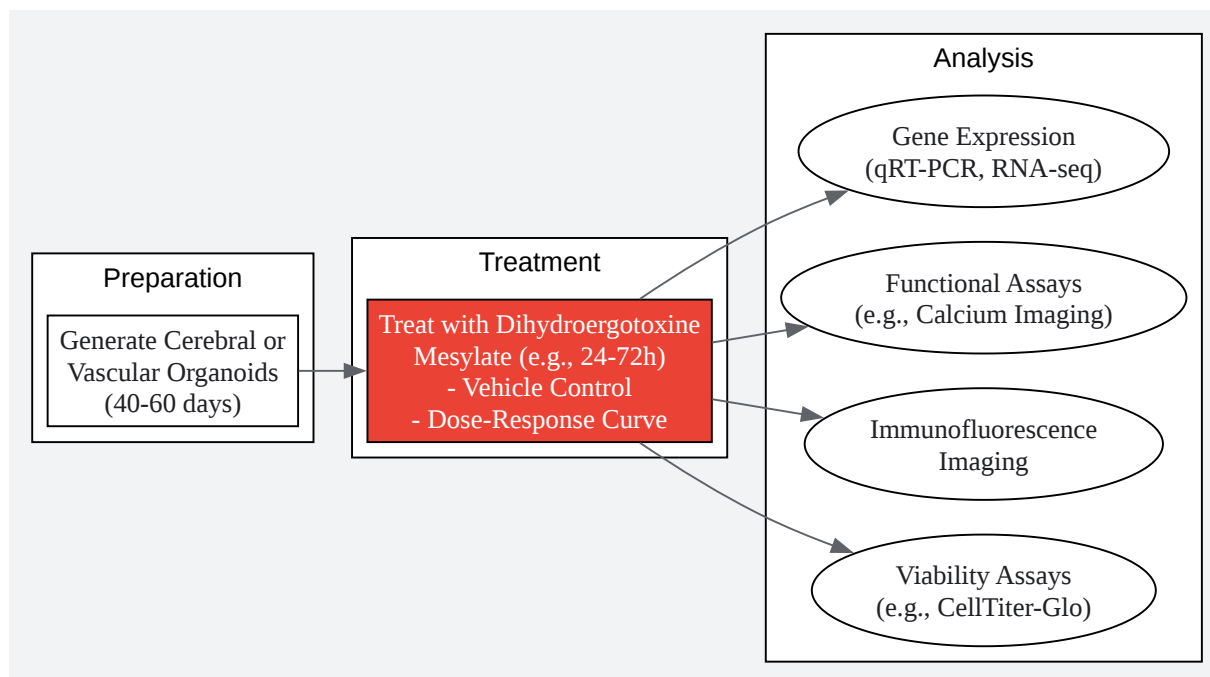 Preparation
Generate Cerebral or
Vascular Organoids
(40-60 days)
Treatment
Treat with Dihydroergotoxine
Mesylate (e.g., 24-72h)
- Vehicle Control
- Dose-Response Curve
Analysis
Gene Expression
(qRT-PCR, RNA-seq)
Functional Assays
(e.g., Calcium Imaging)
Immunofluorescence
Imaging
Viability Assays
(e.g., CellTiter-Glo)